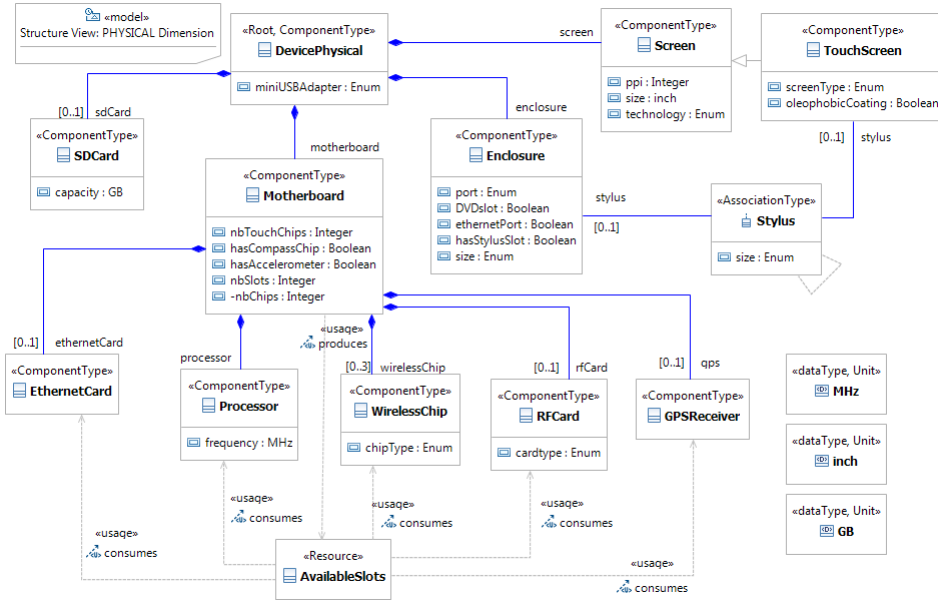 «model»
Structure View: PHYSICAL Dimension
«Root, ComponentType»
DevicePhysical
miniUSBAdapter : Enum
screen
«ComponentType»
Screen
ppi : Integer
size : inch
technology : Enum
«ComponentType»
TouchScreen
screenType : Enum
oleophobicCoating : Boolean
[0..1] sdCard
«ComponentType»
SDCard
capacity : GB
enclosure
«ComponentType»
Enclosure
port : Enum
DVDslot : Boolean
ethernetPort : Boolean
hasStylusSlot : Boolean
size : Enum
[0..1] stylus
stylus
[0..1]
«AssociationType»
Stylus
size : Enum
motherboard
«ComponentType»
Motherboard
nbTouchChips : Integer
hasCompassChip : Boolean
hasAccelerometer : Boolean
nbSlots : Integer
-nbChips : Integer
«usage»
produces
[0..1] ethernetCard
«ComponentType»
EthernetCard
processor
«ComponentType»
Processor
frequency : MHz
[0..3] wirelessChip
«ComponentType»
WirelessChip
chipType : Enum
[0..1] rfCard
«ComponentType»
RFCard
cardtype : Enum
[0..1] gps
«ComponentType»
GPSReceiver
«dataType, Unit»
MHz
«dataType, Unit»
inch
«dataType, Unit»
GB
«usage»
consumes
«usage»
consumes
«usage»
consumes
«usage»
consumes
«usage»
consumes
«Resource»
AvailableSlots